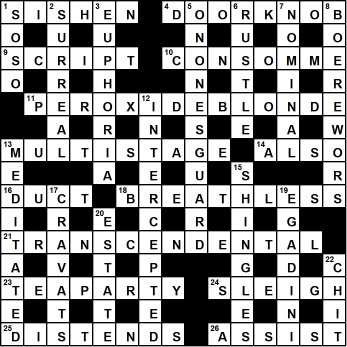 1 S I 2 S H 3 E N 4 D 5 O O 6 R K 7 N O 8 B
O U U N U O O
9 S C R I P T 10 C O N S O M M E
O R H N T I R
11 P E R O X 12 I D E B L O N D E
A R N S E A W
13 M U L T I S T A G E 14 A L S O
E A E U 15 S R
16 D U 17 C T 18 B R E A T H L 19 E S S
I R 20 E C R I G
21 T R A N S C E N D E N T A L
A V T P G D 22 C
23 T E A P A R T Y 24 S L E I G H
E T T E E N I
25 D I S T E N D S 26 A S S I S T